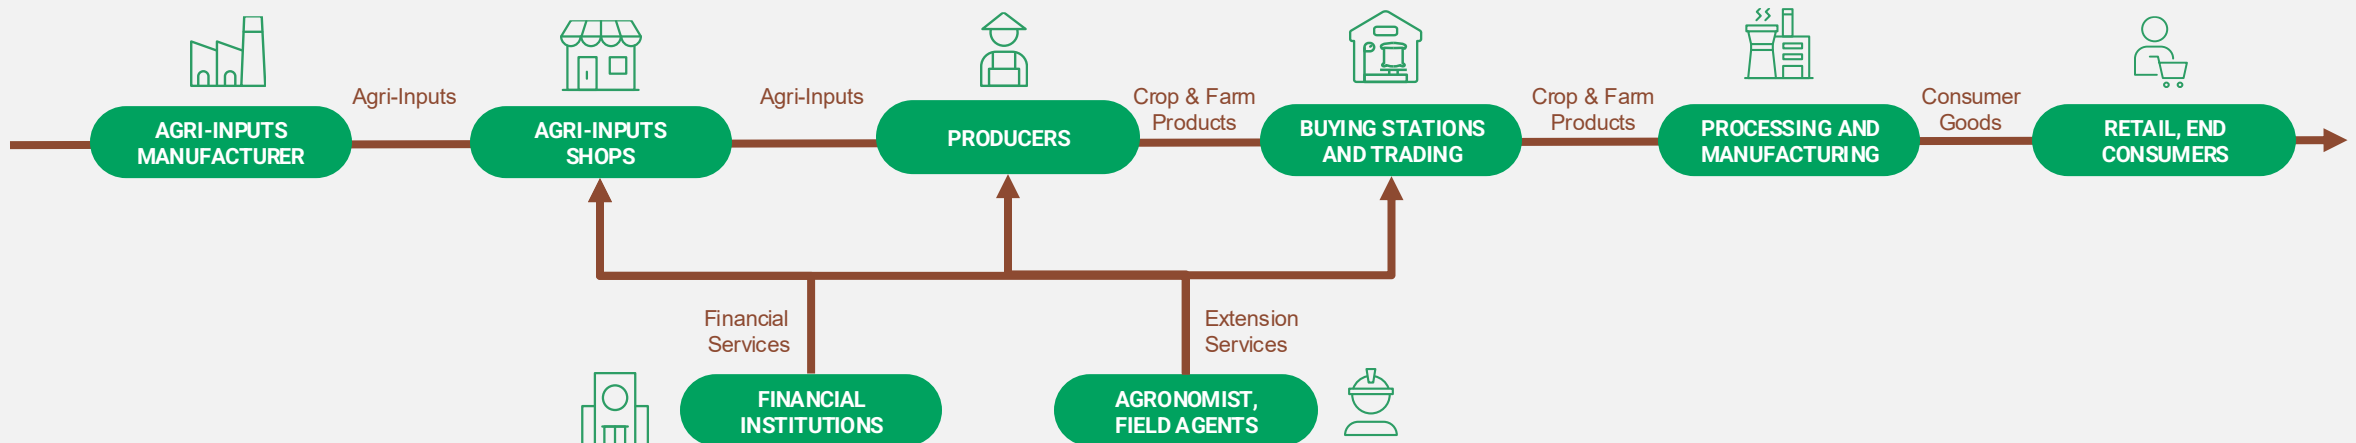 Agri-Inputs
Agri-Inputs
Crop & Farm
Products
Crop & Farm
Products
Consumer
Goods
AGRI-INPUTS
MANUFACTURER
AGRI-INPUTS
SHOPS
PRODUCERS
BUYING STATIONS
AND TRADING
PROCESSING AND
MANUFACTURING
RETAIL, END
CONSUMERS
Financial
Services
Extension
Services
FINANCIAL
INSTITUTIONS
AGRONOMIST,
FIELD AGENTS